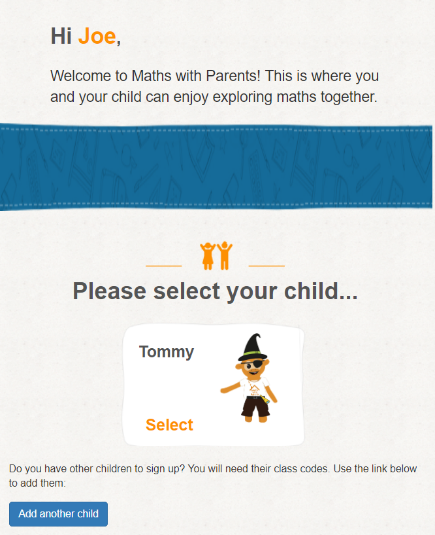 Hi Joe,
Welcome to Maths with Parents! This is where you
and your child can enjoy exploring maths together.
Please select your child...
Tommy
Select
Do you have other children to sign up? You will need their class codes. Use the link below
to add them:
Add another child